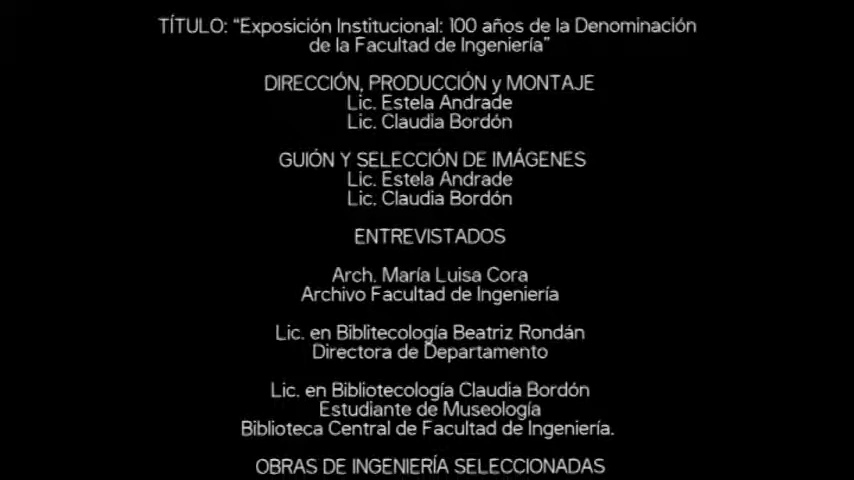 TÍTULO: “Exposición Institucional: 100 años de la Denominación
de la Facultad de Ingeniería”
DIRECCIÓN, PRODUCCIÓN y MONTAJE
Lic. Estela Andrade
Lic. Claudia Bordón
GUIÓN Y SELECCIÓN DE IMÁGENES
Lic. Estela Andrade
Lic. Claudia Bordón
ENTREVISTADOS
Arch. María Luisa Cora
Archivo Facultad de Ingeniería
Lic. en Biblitecología Beatriz Rondán
Directora de Departamento
Lic. en Bibliotecología Claudia Bordón
Estudiante de Museología
Biblioteca Central de Facultad de Ingeniería.
OBRAS DE INGENIERÍA SELECCIONADAS